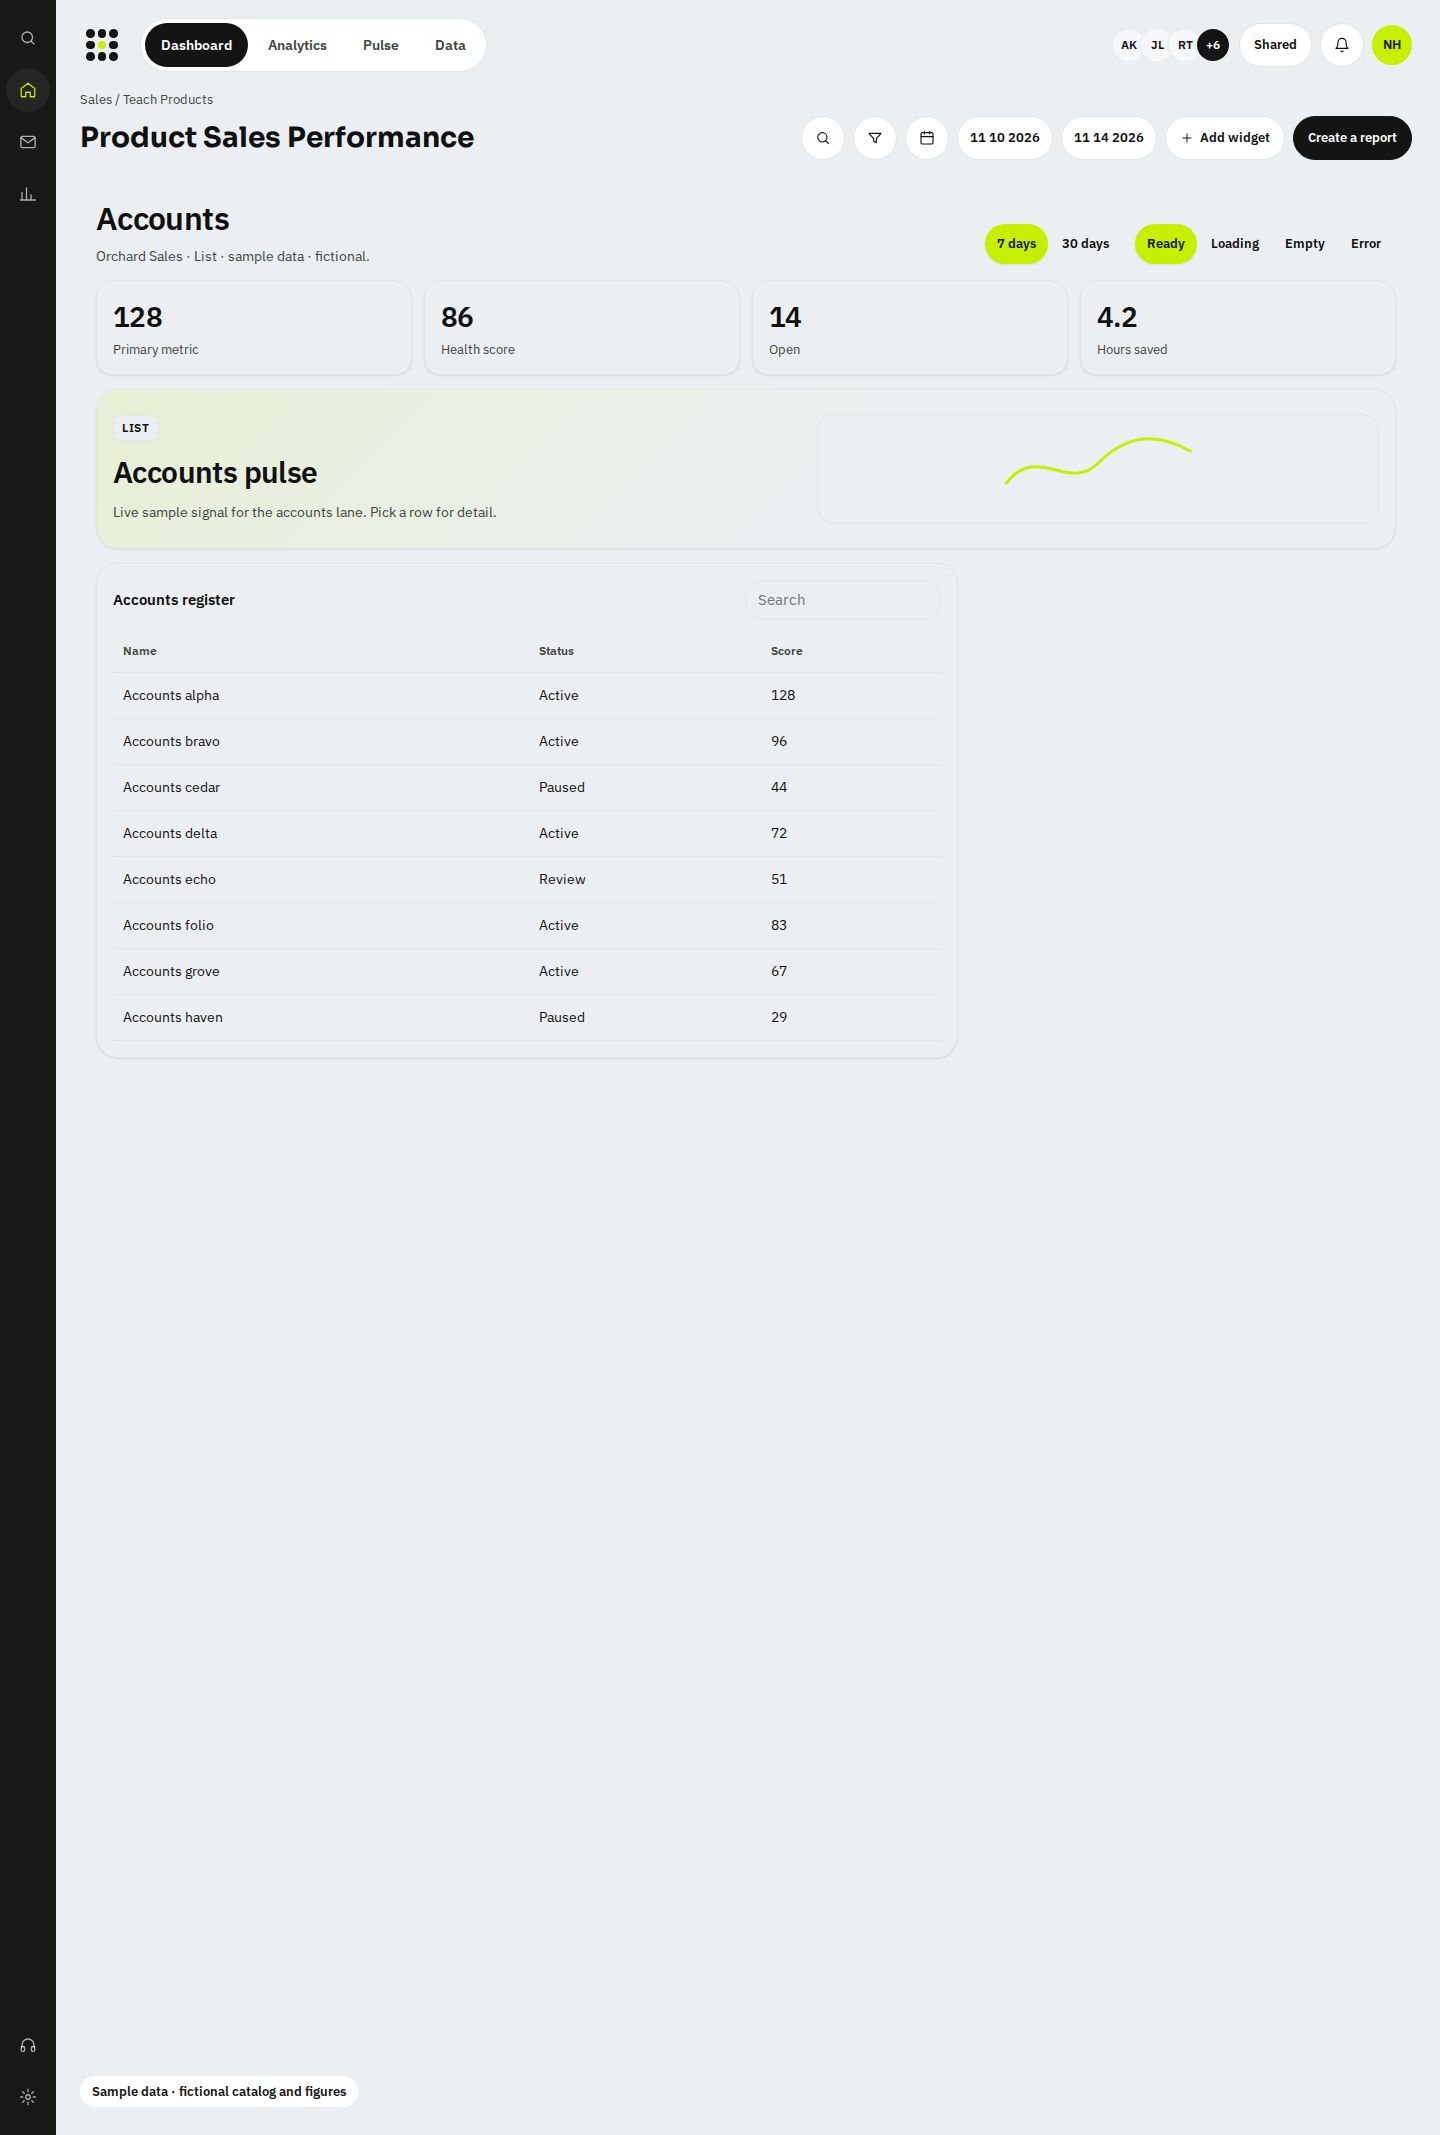 Dashboard Analytics Pulse Data
AK JL RT +6 Shared NH
Sales / Teach Products
Product Sales Performance
11 10 2026 11 14 2026 Add widget Create a report
Accounts
Orchard Sales · List · sample data · fictional.
7 days 30 days Ready Loading Empty Error
128 86 14 4.2
Primary metric Health score Open Hours saved
LIST
Accounts pulse
Live sample signal for the accounts lane. Pick a row for detail.
Accounts register Search
Name Status Score
Accounts alpha Active 128
Accounts bravo Active 96
Accounts cedar Paused 44
Accounts delta Active 72
Accounts echo Review 51
Accounts folio Active 83
Accounts grove Active 67
Accounts haven Paused 29
Sample data · fictional catalog and figures